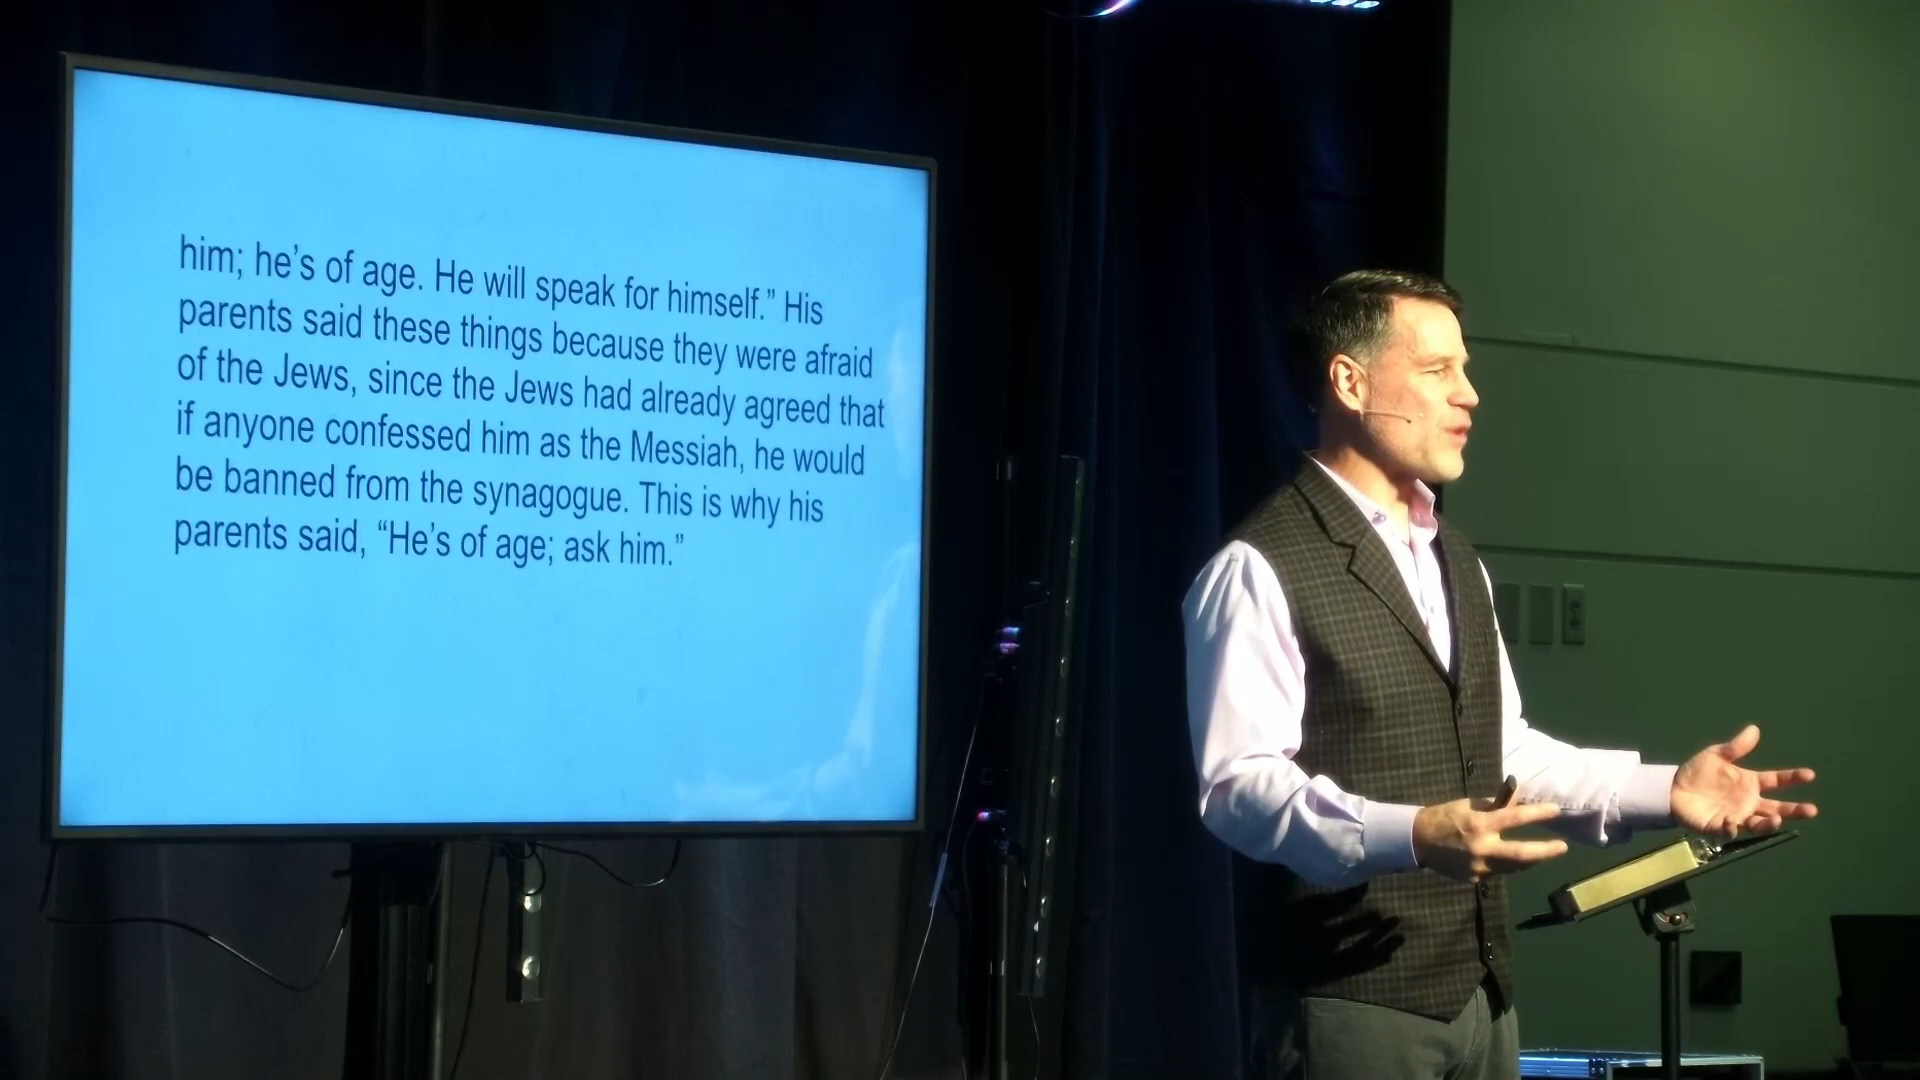 him; he’s of age. He will speak for himself.” His
parents said these things because they were afraid
of the Jews, since the Jews had already agreed that
if anyone confessed him as the Messiah, he would
be banned from the synagogue. This is why his
parents said, “He’s of age; ask him.”